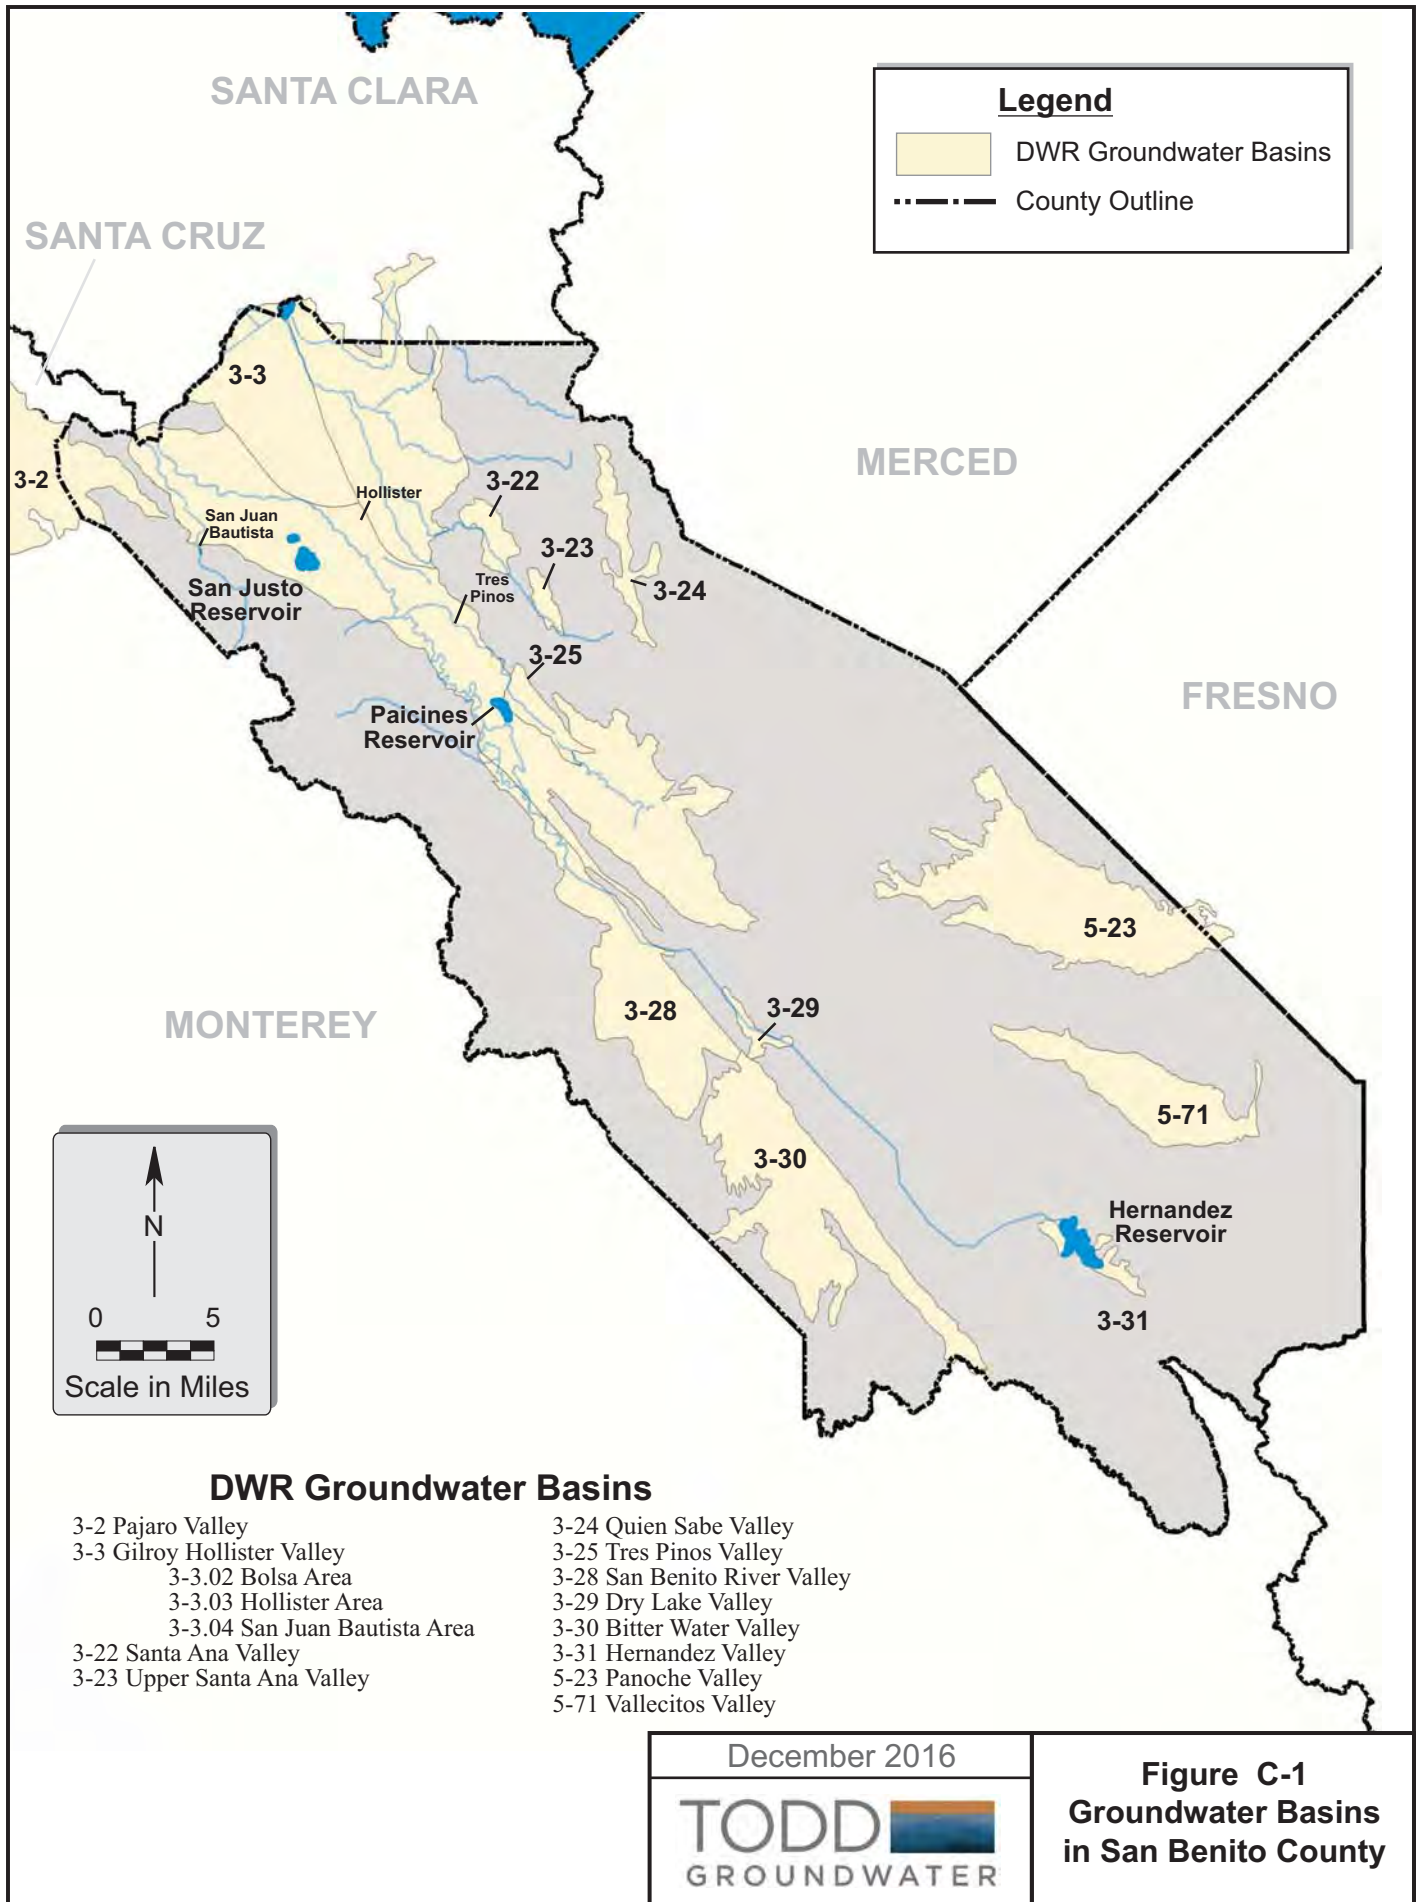 SANTA CLARA
Legend
DWR Groundwater Basins
County Outline
SANTA CRUZ
3-3
MERCED
3-2
3-22
Hollister
San Juan
Bautista
3-23
Tres
Pinos
3-24
San Justo
Reservoir
3-25
FRESNO
Paicines
Reservoir
5-23
3-28
3-29
MONTEREY
5-71
3-30
Hernandez
Reservoir
N
0 5
3-31
Scale in Miles
DWR Groundwater Basins
3-2 Pajaro Valley
3-3 Gilroy Hollister Valley
3-3.02 Bolsa Area
3-3.03 Hollister Area
3-3.04 San Juan Bautista Area
3-22 Santa Ana Valley
3-23 Upper Santa Ana Valley
3-24 Quien Sabe Valley
3-25 Tres Pinos Valley
3-28 San Benito River Valley
3-29 Dry Lake Valley
3-30 Bitter Water Valley
3-31 Hernandez Valley
5-23 Panoche Valley
5-71 Vallecitos Valley
December 2016
TODD
GROUNDWATER
Figure C-1
Groundwater Basins
in San Benito County